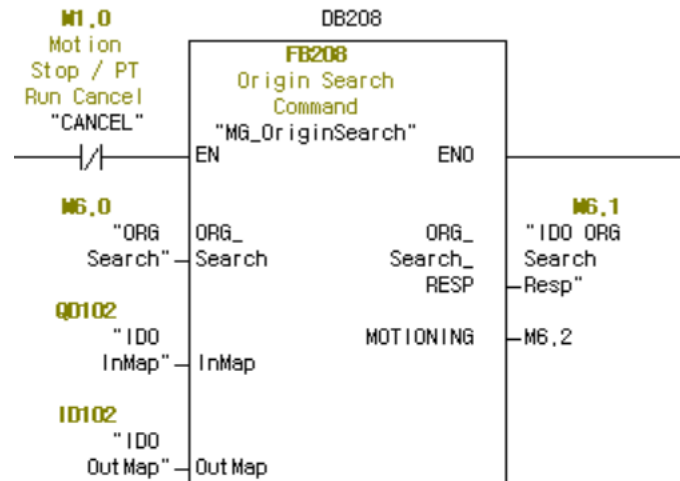 M1.0
DB208
Motion
Stop / PT
Run Cancel
"CANCEL"
FB208
Origin Search
Command
"MG_OriginSearch"
EN
ENO
M6.0
"ORG
Search"
ORG_
Search
ORG_
Search_
RESP
M6.1
"IDO ORG
Search
Resp"
QD102
"IDO
InMap"
InMap
MOTIONING
M6.2
ID102
"IDO
OutMap"
OutMap